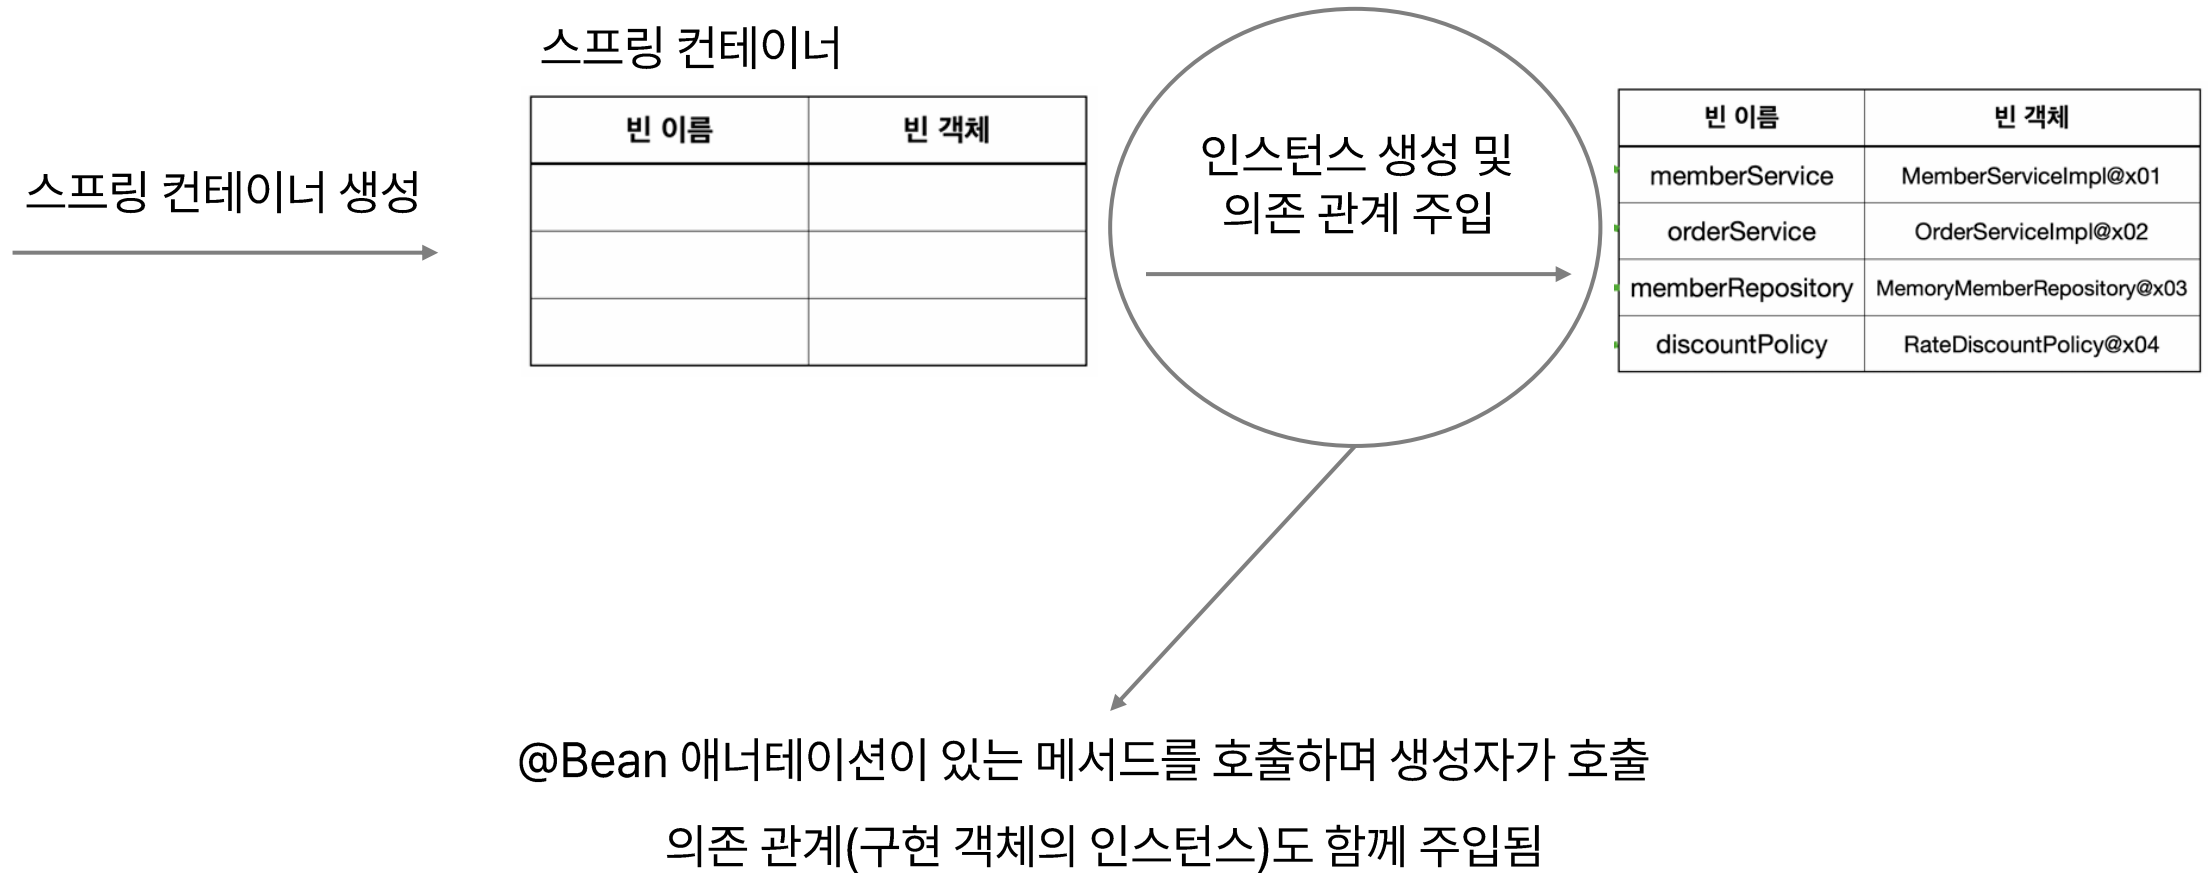 스프링 컨테이너 생성
스프링 컨테이너
빈 이름 빈 객체
인스턴스 생성 및
의존 관계 주입
빈 이름 빈 객체
memberService MemberServiceImpl@x01
orderService OrderServiceImpl@x02
memberRepository MemoryMemberRepository@x03
discountPolicy RateDiscountPolicy@x04
@Bean 애너테이션이 있는 메서드를 호출하며 생성자가 호출
의존 관계(구현 객체의 인스턴스)도 함께 주입됨